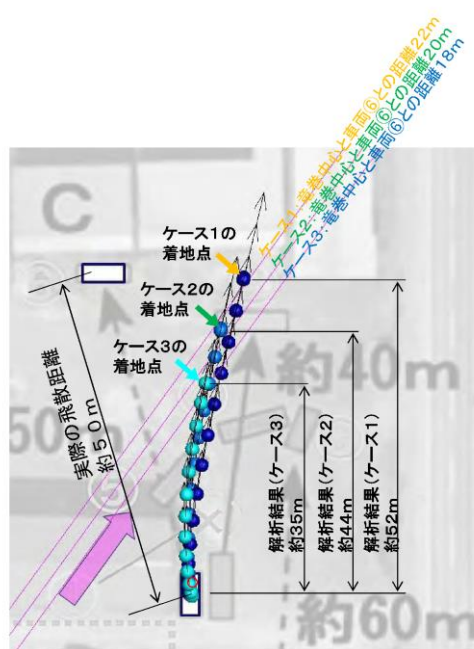 ケース1:竜巻中心と車両⑥との距離22m
ケース2:竜巻中心と車両⑥との距離20m
ケース3:竜巻中心と車両⑥との距離18m
C
ケース1の
着地点
ケース2の
着地点
ケース3の
着地点
実際の飛散距離
約50m
50
約40m
解析結果(ケース3)
約35m
解析結果(ケース2)
約44m
解析結果(ケース1)
約52m
約60m